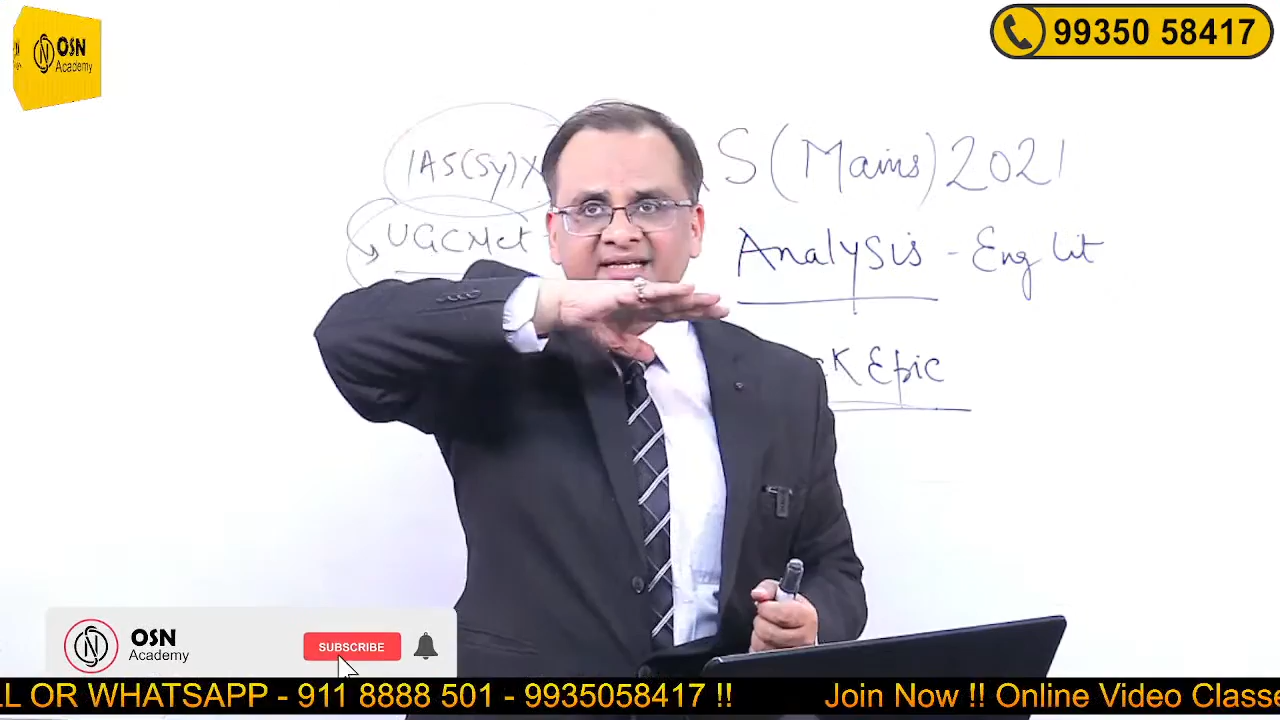 OSN
Academy
99350 58417
IAS(Sy)X
S(Mains)2021
UGCNet
Analysis - Eng lit
Epic
OSN
Academy
SUBSCRIBE
LL OR WHATSAPP - 911 8888 501 - 9935058417 !! Join Now !! Online Video Classe